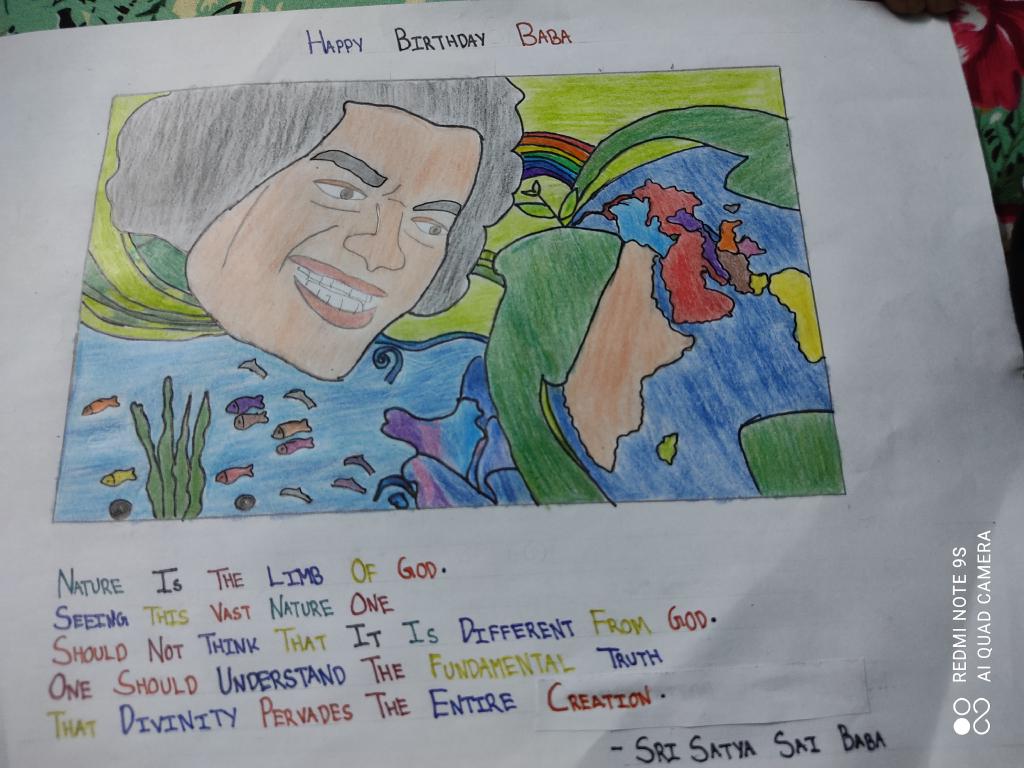 Happy Birthday Baba
Nature Is The Limb Of God.
Seeing This Vast Nature One
Should Not Think That It Is Different From God.
One Should Understand The Fundamental Truth
That Divinity Pervades The Entire Creation.
- Sri Satya Sai Baba
REDMI NOTE 9S
AI QUAD CAMERA